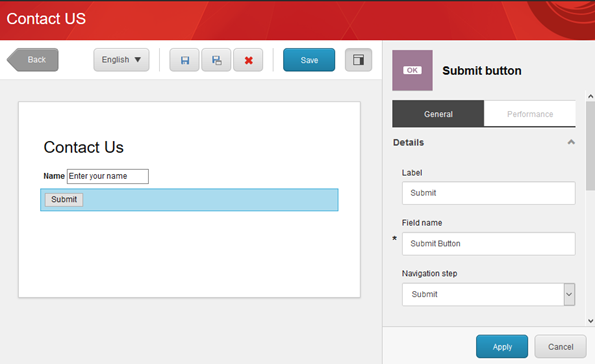 Contact US
Back
English
Save
OK
Submit button
General
Performance
Details
Contact Us
Name Enter your name
Submit
Label
Submit
Field name
* Submit Button
Navigation step
Submit
Apply
Cancel